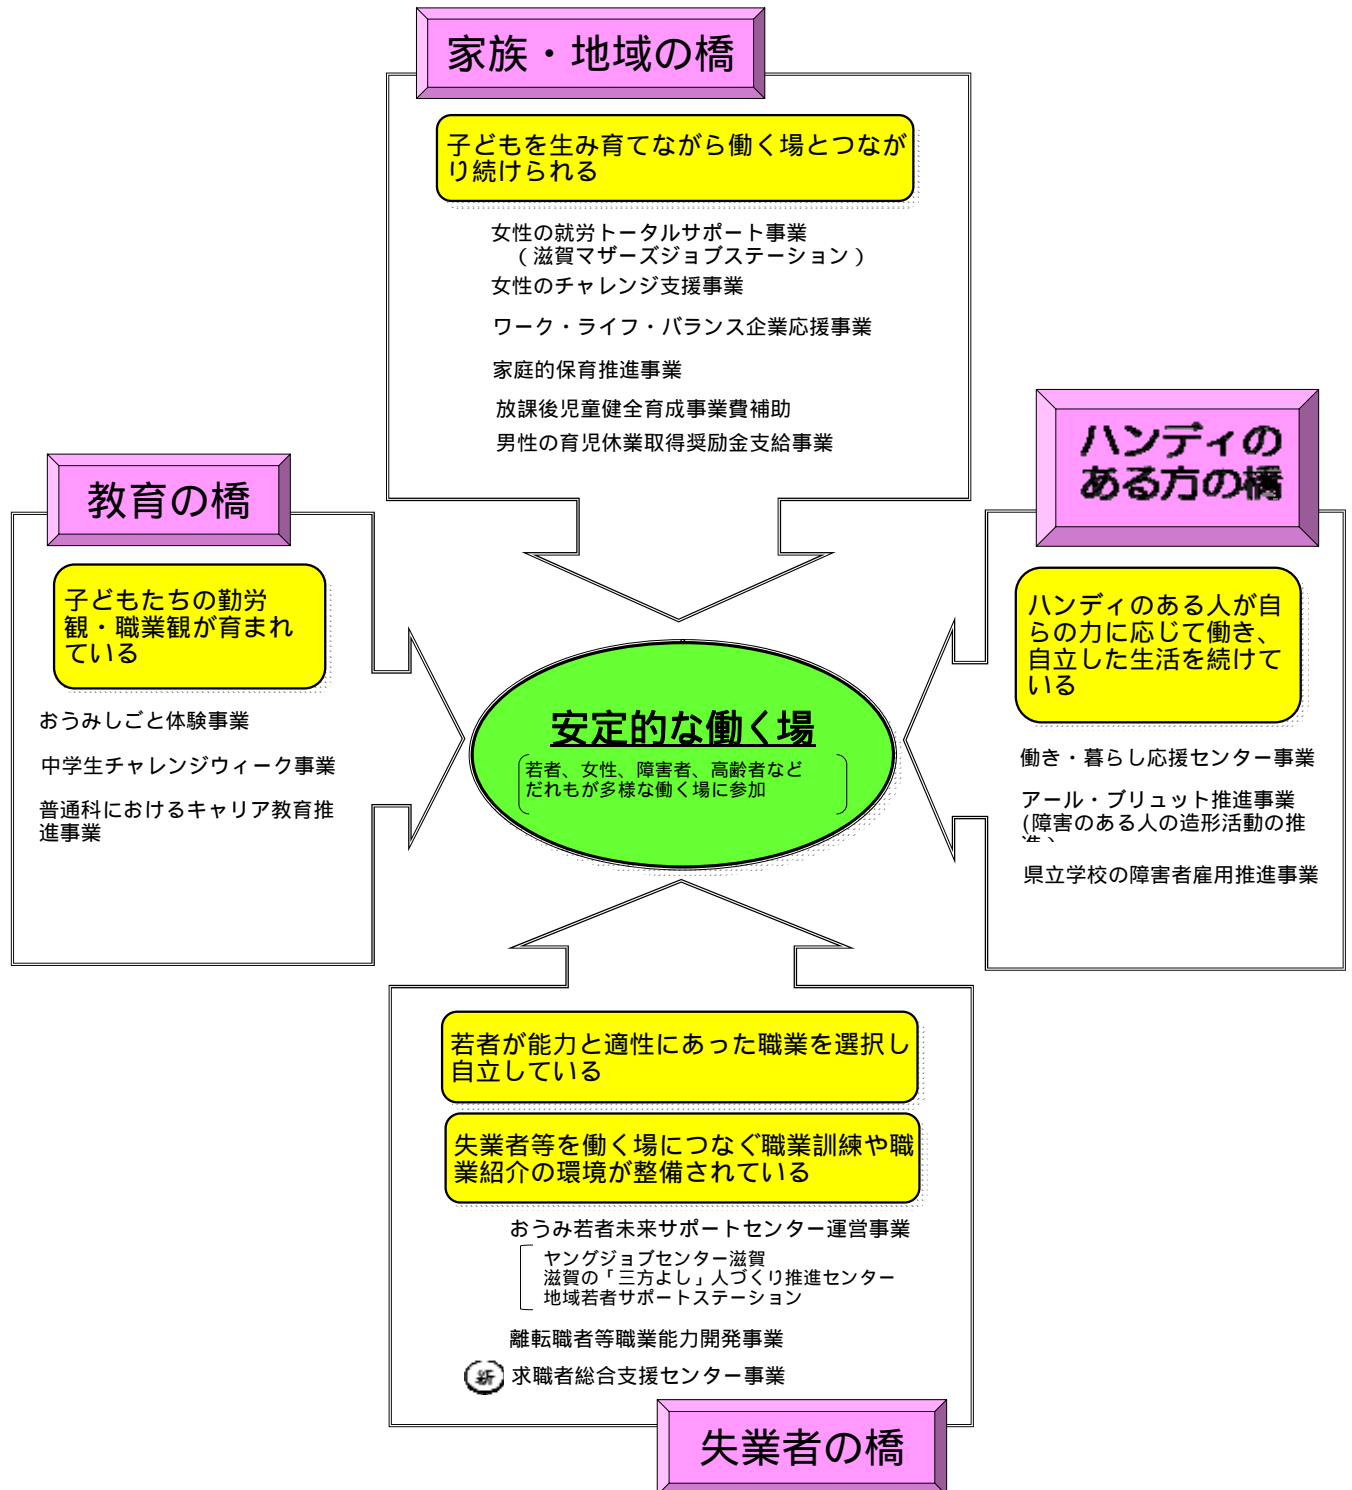 家族・地域の橋
子どもを生み育てながら働く場とつなが
り続けられる
女性の就労トータルサポート事業
(滋賀マザーズジョブステーション)
女性のチャレンジ支援事業
ワーク・ライフ・バランス企業応援事業
家庭的保育推進事業
放課後児童健全育成事業費補助
男性の育児休業取得奨励金支給事業
教育の橋
子どもたちの勤労
観・職業観が育まれ
ている
おうみしごと体験事業
中学生チャレンジウィーク事業
普通科におけるキャリア教育推
進事業
安定的な働く場
若者、女性、障害者、高齢者など
だれもが多様な働く場に参加
ハンディの
ある方の橋
ハンディのある人が自
らの力に応じて働き、
自立した生活を続けて
いる
働き・暮らし応援センター事業
アール・ブリュット推進事業
(障害のある人の造形活動の推
進)
県立学校の障害者雇用推進事業
若者が能力と適性にあった職業を選択し
自立している
失業者等を働く場につなぐ職業訓練や職
業紹介の環境が整備されている
おうみ若者未来サポートセンター運営事業
ヤングジョブセンター滋賀
滋賀の「三方よし」人づくり推進センター
地域若者サポートステーション
離転職者等職業能力開発事業
新 求職者総合支援センター事業
失業者の橋